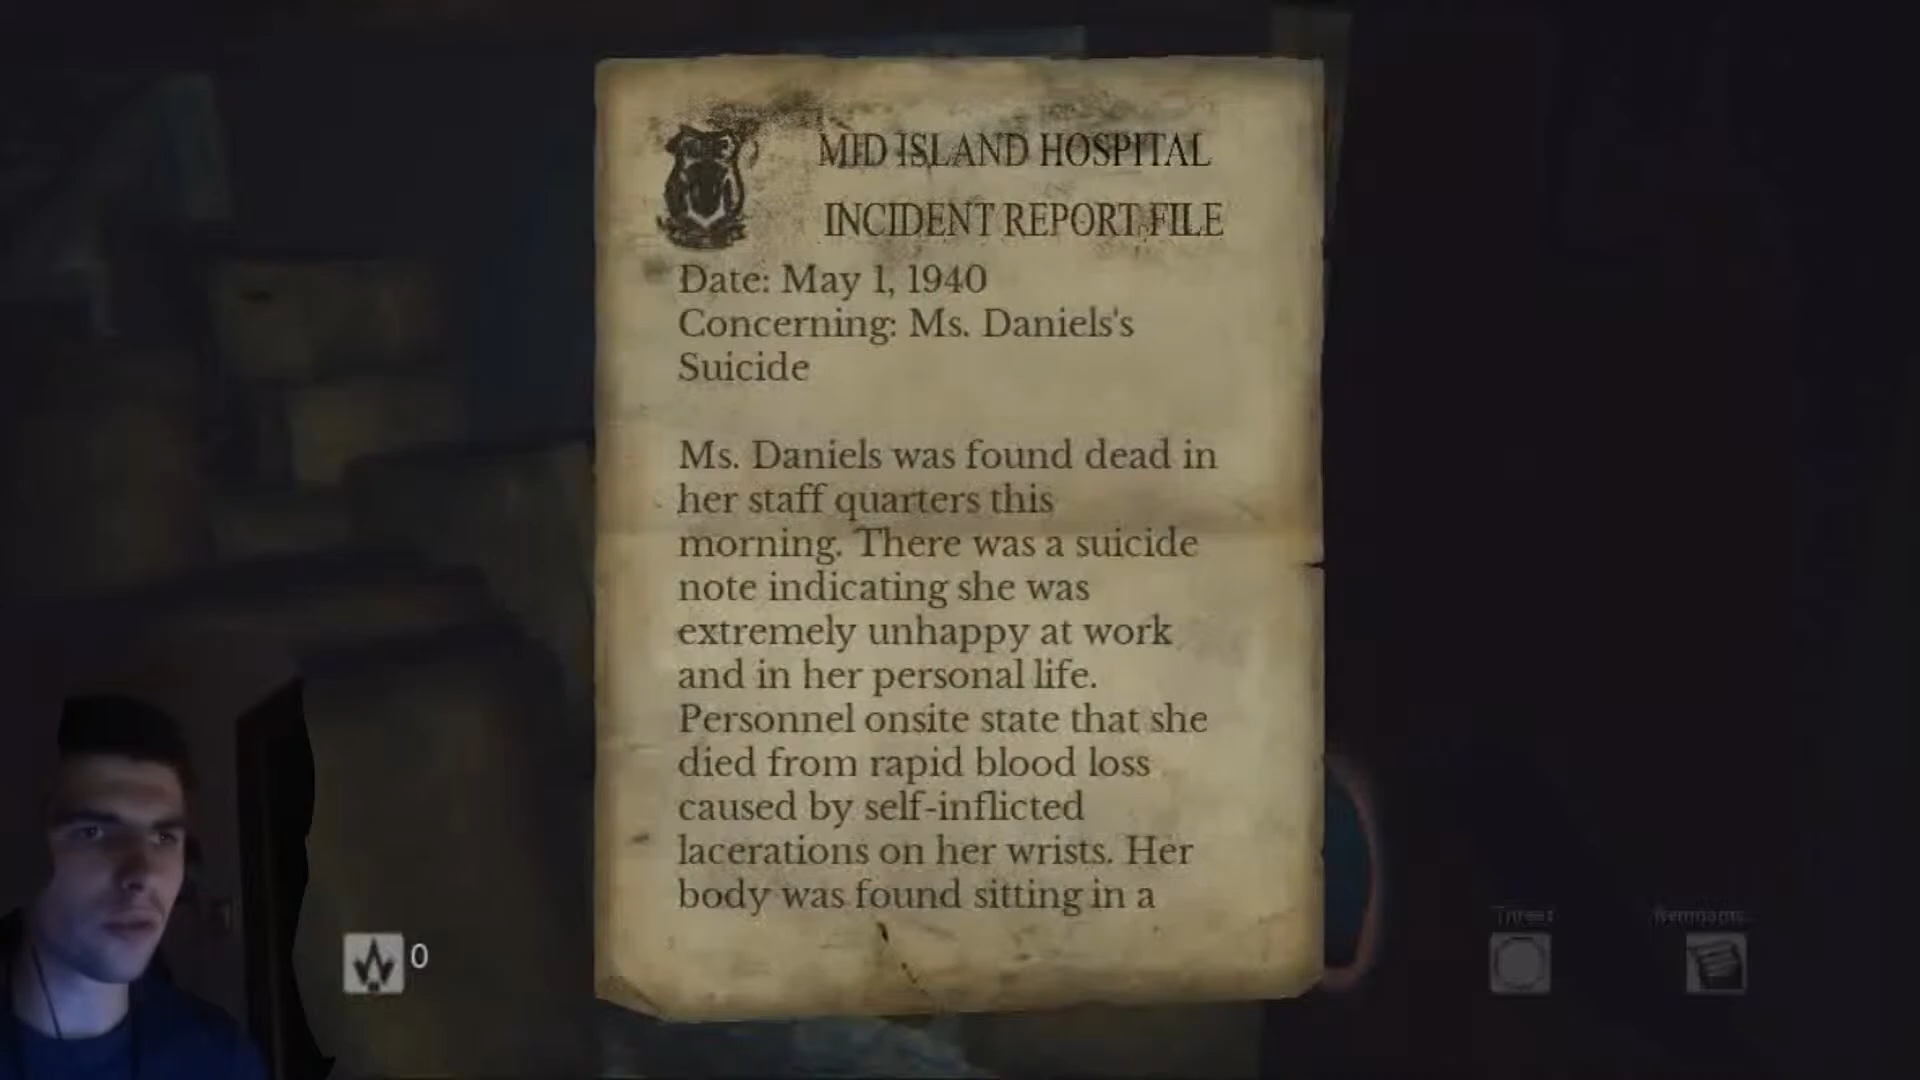 MID ISLAND HOSPITAL
INCIDENT REPORT FILE
Date: May 1, 1940
Concerning: Ms. Daniels's
Suicide
Ms. Daniels was found dead in
her staff quarters this
morning. There was a suicide
note indicating she was
extremely unhappy at work
and in her personal life.
Personnel onsite state that she
died from rapid blood loss
caused by self-inflicted
lacerations on her wrists. Her
body was found sitting in a
0
Threat
Remnants